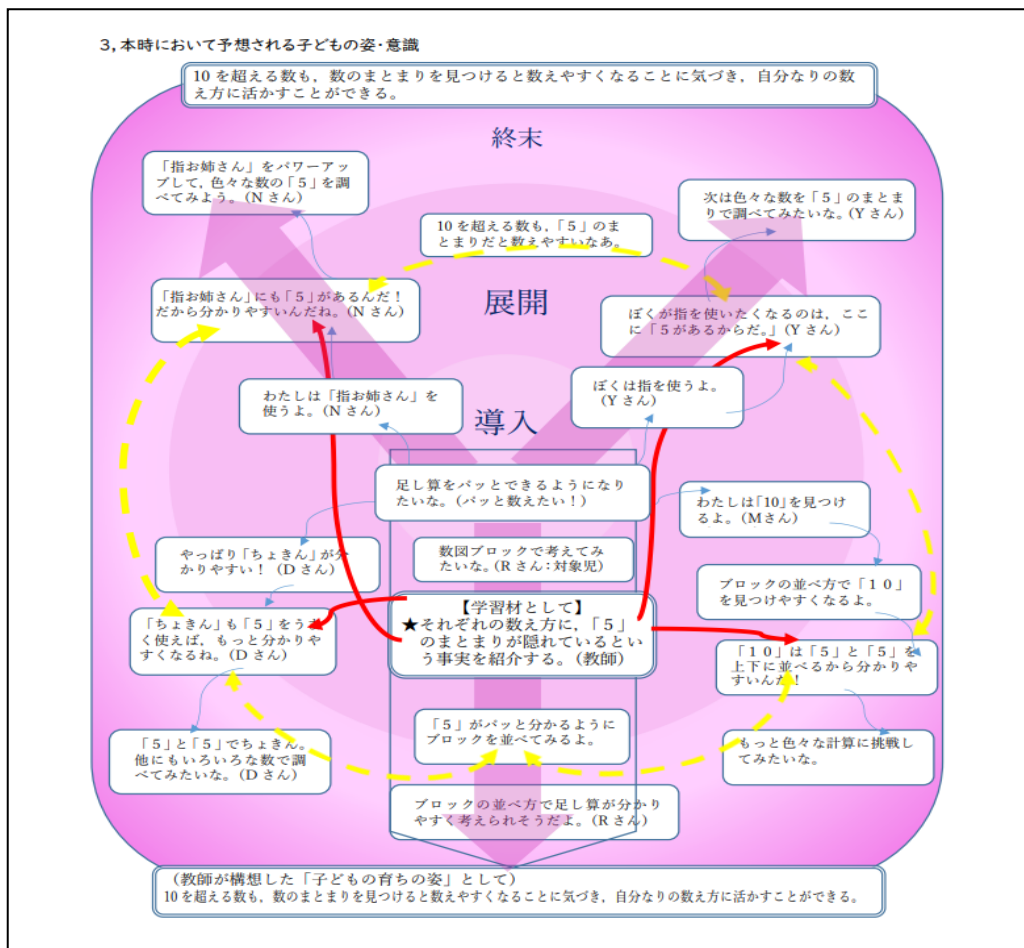 3,本時において予想される子どもの姿・意識
10を超える数も，数のまとまりを見つけると数えやすくなることに気づき，自分なりの数
え方に活かすことができる。
終末
「指お姉さん」をパワーアッ
プして，色々な数の「5」を調
べてみよう。(Nさん)
次は色々な数を「5」のまとま
りで調べてみたいな。(Yさん)
10を超える数も，「5」のま
とまりだと数えやすいなあ。
「指お姉さん」にも「5」があるんだ！
だから分かりやすいんだね。(Nさん)
展開
ぼくが指を使いたくなるのは，ここ
に「5があるからだ。」(Yさん)
わたしは「指お姉さん」を
使うよ。(Nさん)
ぼくは指を使うよ。
(Yさん)
導入
足し算をパッとできるようになり
たいな。(パッと数えたい！)
わたしは「10」を見つけ
るよ。(Mさん)
やっぱり「ちょきん」が分
かりやすい！(Dさん)
数図ブロックで考えてみ
たいな。(Rさん：対象児)
ブロックの並べ方で「１０」
を見つけやすくなるよ。
【学習材として】
★それぞれの数え方に，「5」
のまとまりが隠れているとい
う事実を紹介する。(教師)
「ちょきん」も「5」をうま
く使えば，もっと分かりや
すくなるね。(Dさん)
「10」は「5」と「5」を
上下に並べるから分かりや
すいんだ！
「5」がパッと分かるように
ブロックを並べてみるよ。
「5」と「5」でちょきん。
他にもいろいろな数で調
べてみたいな。(Dさん)
もっと色々な計算に挑戦し
てみたいな。
ブロックの並べ方で足し算が分かり
やすく考えられそうだよ。(Rさん)
(教師が構想した「子どもの育ちの姿」として)
10を超える数も，数のまとまりを見つけると数えやすくなることに気づき，自分なりの数え方に活かすことができる。